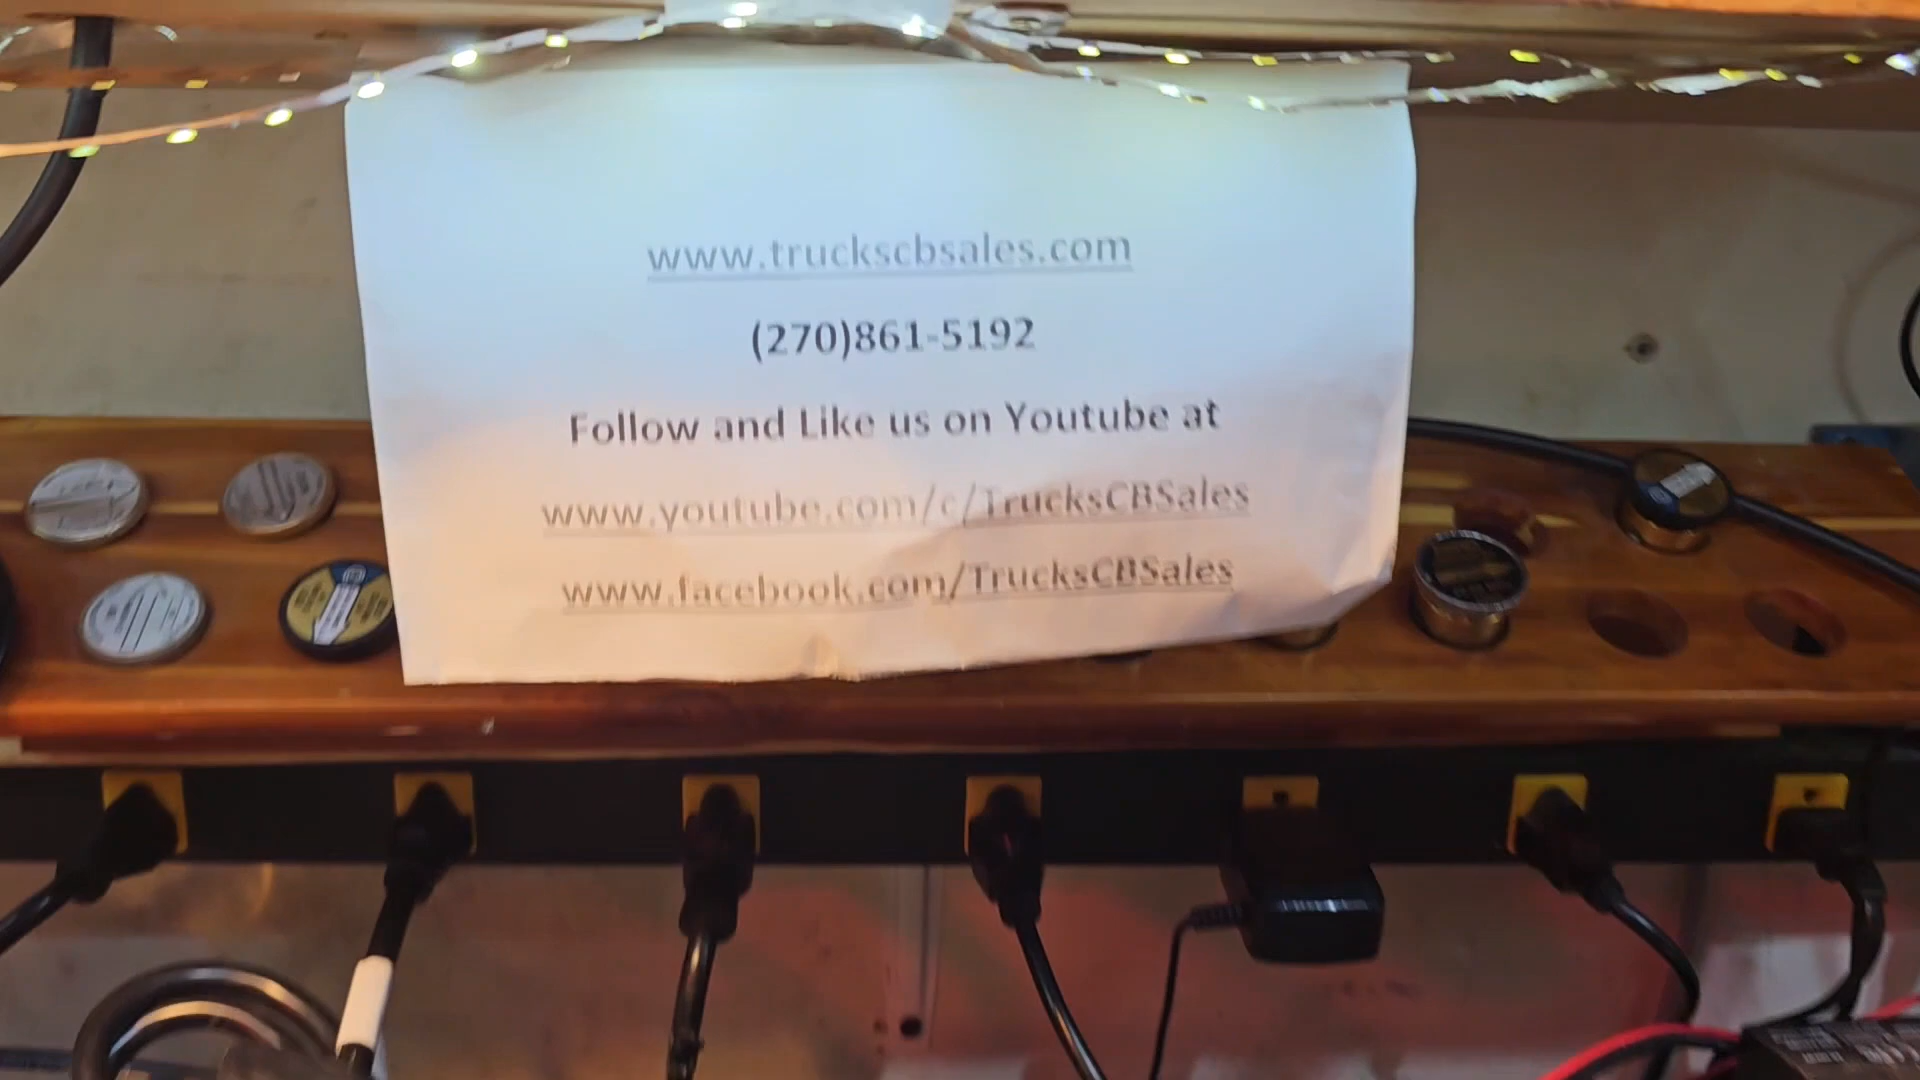 www.truckscbsales.com
(270)861-5192
Follow and Like us on Youtube at
www.youtube.com/c/TrucksCBSales
www.facebook.com/TrucksCBSales